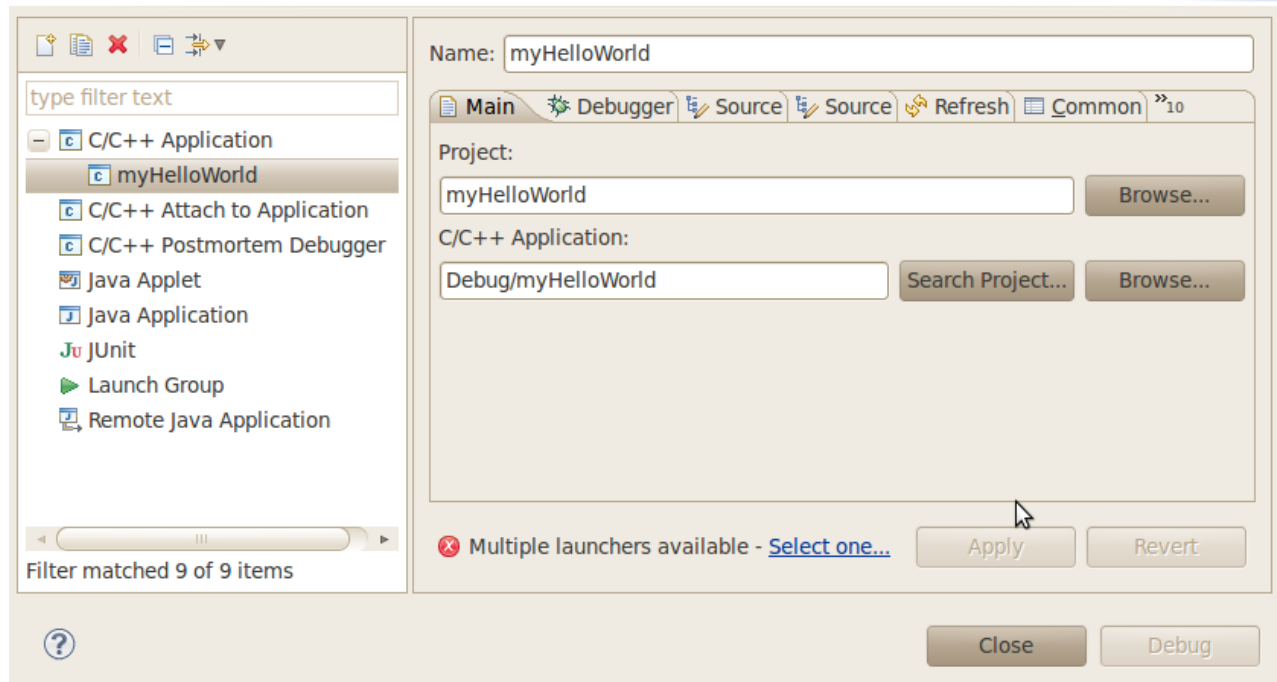 type filter text
C/C++ Application
myHelloWorld
C/C++ Attach to Application
C/C++ Postmortem Debugger
Java Applet
Java Application
Ju JUnit
Launch Group
Remote Java Application
Filter matched 9 of 9 items
Name: myHelloWorld
Main Debugger Source Source Refresh Common »10
Project:
myHelloWorld Browse...
C/C++ Application:
Debug/myHelloWorld Search Project... Browse...
Multiple launchers available - Select one... Apply Revert
? Close Debug